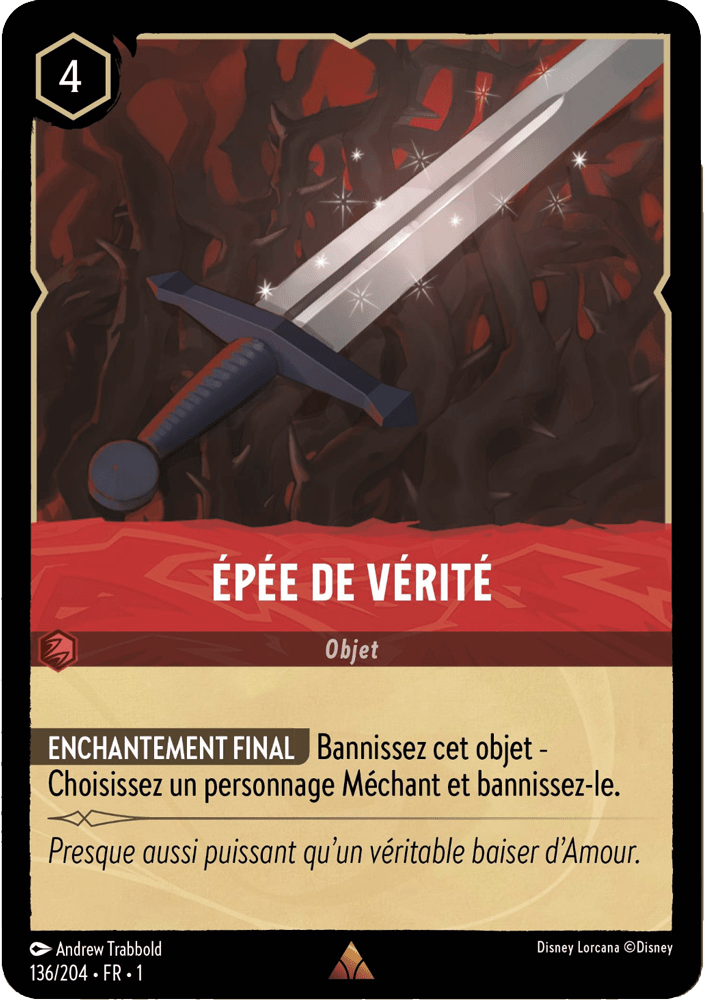 4
ÉPÉE DE VÉRITÉ
Objet
ENCHANTEMENT FINAL Bannissez cet objet -
Choisissez un personnage Méchant et bannissez-le.
Presque aussi puissant qu’un véritable baiser d’Amour.
Andrew Trabbold
Disney Lorcana ©Disney
136/204 • FR • 1